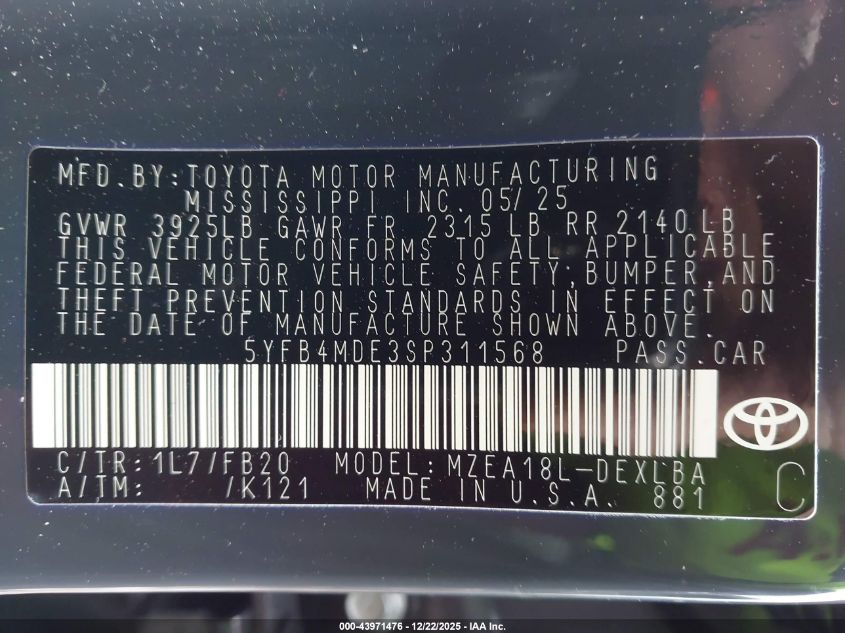 MFD.BY:TOYOTA MOTOR MANUFACTURING
MISSISSIPPI INC. 05/25
GVWR 3925LB GAWR FR 2315 LB RR 2140 LB
THIS VEHICLE CONFORMS TO ALL APPLICABLE
FEDERAL MOTOR VEHICLE SAFETY,BUMPER,AND
THEFT PREVENTION STANDARDS IN EFFECT ON
THE DATE OF MANUFACTURE SHOWN ABOVE.
5YFB4MDE3SP311568 PASS.CAR
C/TR:1L7/FB20 MODEL:MZEA18L-DEXLBA
A/TM: /K121 MADE IN U.S.A. 881
C
000-43971476 - 12/22/2025 - IAA Inc.